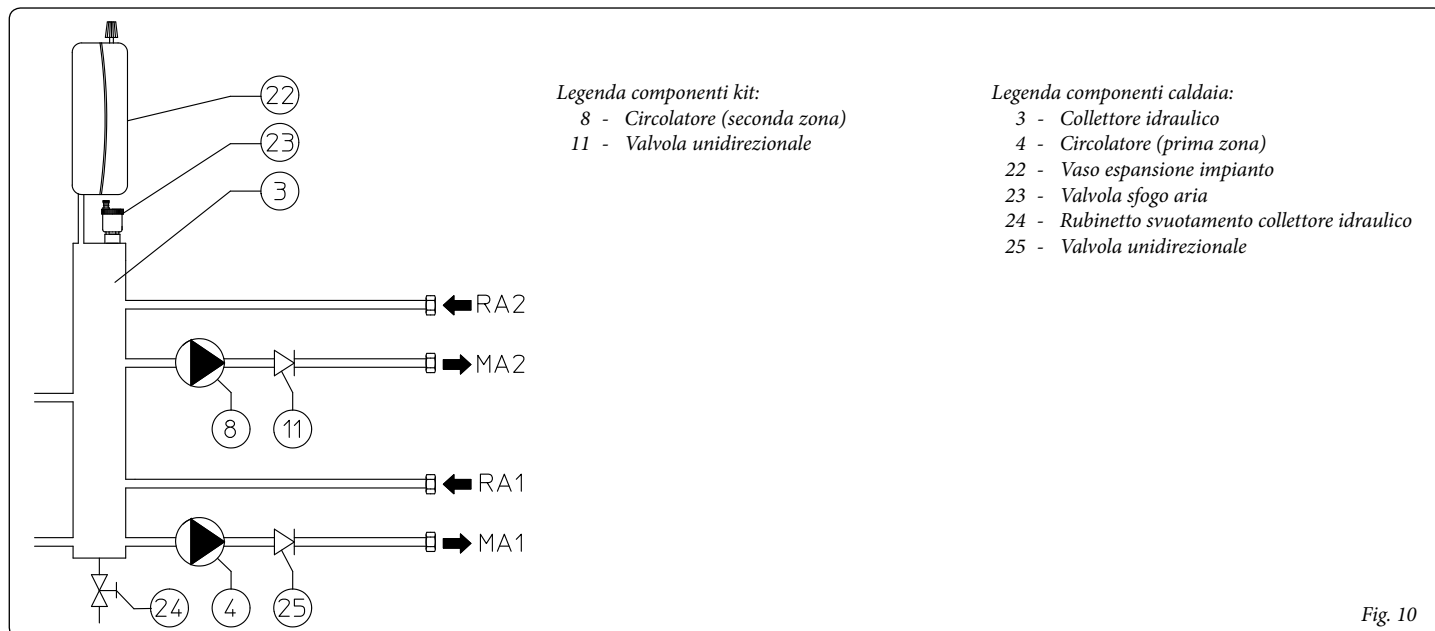 22
23
3
RA2
MA2
8
11
RA1
MA1
24
4
25
Legenda componenti kit:
8 - Circolatore (seconda zona)
11 - Valvola unidirezionale
Legenda componenti caldaia:
3 - Collettore idraulico
4 - Circolatore (prima zona)
22 - Vaso espansione impianto
23 - Valvola sfogo aria
24 - Rubinetto svuotamento collettore idraulico
25 - Valvola unidirezionale
Fig. 10